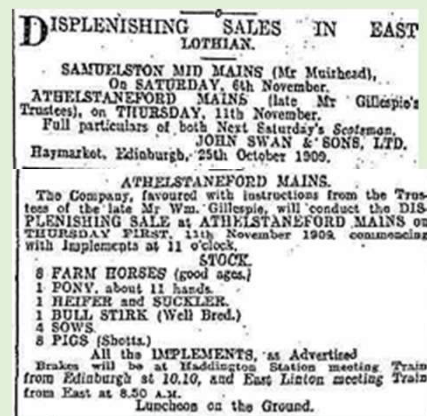 DISPLENISHING SALES IN EAST
LOTHIAN.
SAMUELSTON MID MAINS (Mr Muirhead),
On SATURDAY, 6th November.
ATHELSTANEFORD MAINS (late Mr Gillespie's
Trustees), on THURSDAY, 11th November.
Full particulars of both Next Saturday's Scotsman.
JOHN SWAN & SONS, LTD.
Haymarket, Edinburgh, 25th October 1909.
ATHELSTANEFORD MAINS.
The Company, favoured with instructions from the Trus-
tees of the late Mr Wm. Gillespie, will conduct the DIS-
PLENISHING SALE at ATHELSTANEFORD MAINS on
THURSDAY FIRST, 11th November 1909, commencing
with Implements at 11 o'clock.
STOCK.
8 FARM HORSES (good ages.)
1 PONY, about 11 hands.
1 HEIFER and SUCKLER.
1 BULL STIRK (Well Bred.)
4 SOWS.
8 PIGS (Shotts.)
All the IMPLEMENTS, as Advertised
Brakes will be at Haddington Station meeting Train
from Edinburgh at 10.10, and East Linton meeting Train
from East at 8.50 A.M.
Luncheon on the Ground.